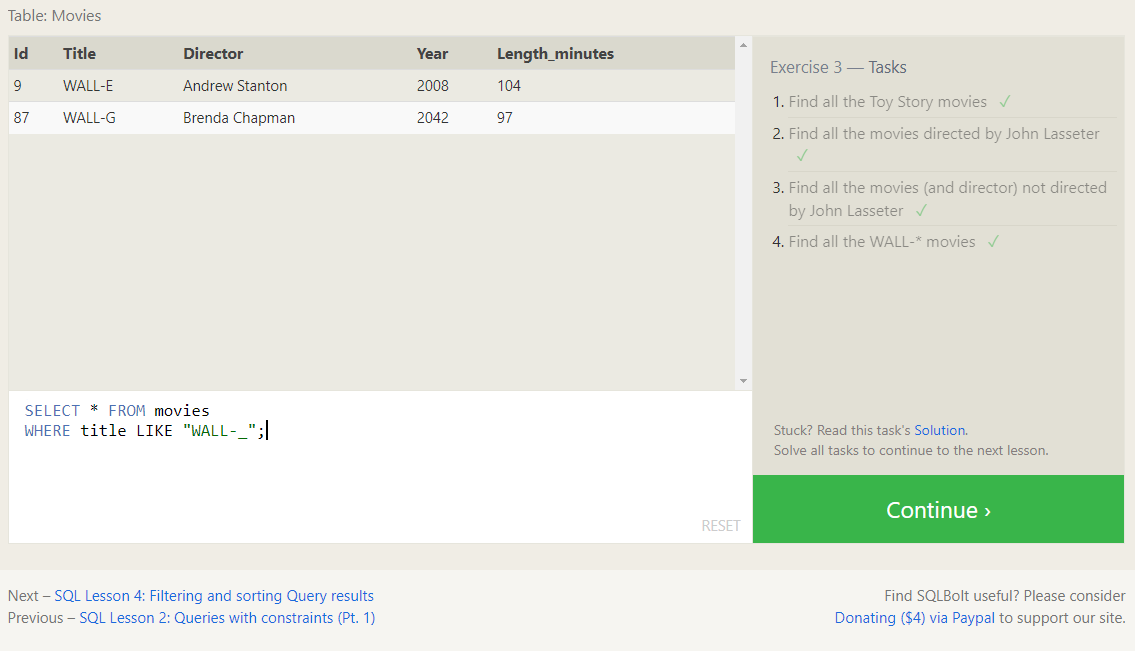 Table: Movies
Id Title Director Year Length_minutes
9 WALL-E Andrew Stanton 2008 104
87 WALL-G Brenda Chapman 2042 97
SELECT * FROM movies
WHERE title LIKE "WALL-_";
RESET
Exercise 3 — Tasks
1. Find all the Toy Story movies ✓
2. Find all the movies directed by John Lasseter
✓
3. Find all the movies (and director) not directed
by John Lasseter ✓
4. Find all the WALL-* movies ✓
Stuck? Read this task's Solution.
Solve all tasks to continue to the next lesson.
Continue ›
Next – SQL Lesson 4: Filtering and sorting Query results
Previous – SQL Lesson 2: Queries with constraints (Pt. 1)
Find SQLBolt useful? Please consider
Donating ($4) via Paypal to support our site.